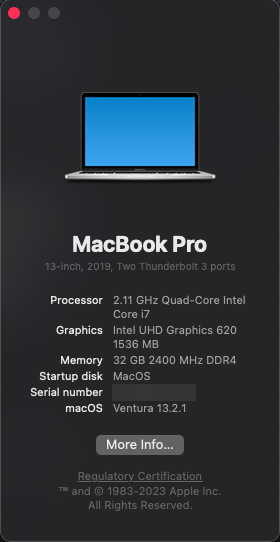 MacBook Pro
13-inch, 2019, Two Thunderbolt 3 ports
Processor 2.11 GHz Quad-Core Intel
Core i7
Graphics Intel UHD Graphics 620
1536 MB
Memory 32 GB 2400 MHz DDR4
Startup disk MacOS
Serial number
macOS Ventura 13.2.1
More Info...
Regulatory Certification
™ and © 1983-2023 Apple Inc.
All Rights Reserved.